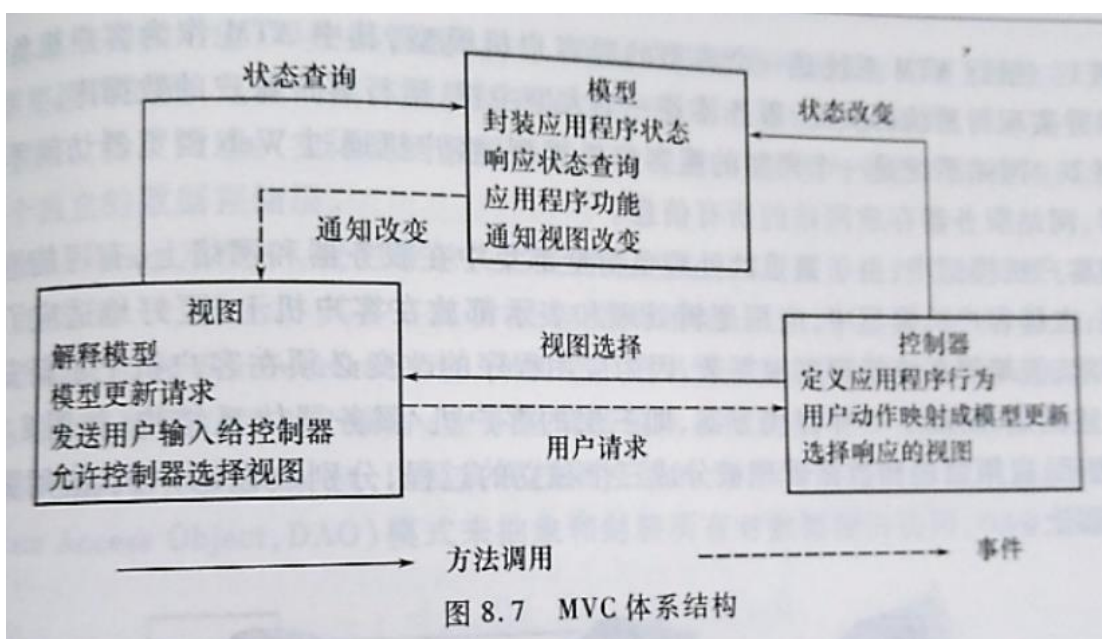 状态查询
模型
封装应用程序状态
响应状态查询
应用程序功能
通知视图改变
状态改变
通知改变
视图
解释模型
模型更新请求
发送用户输入给控制器
允许控制器选择视图
视图选择
用户请求
控制器
定义应用程序行为
用户动作映射成模型更新
选择响应的视图
方法调用
事件
图 8.7 MVC 体系结构